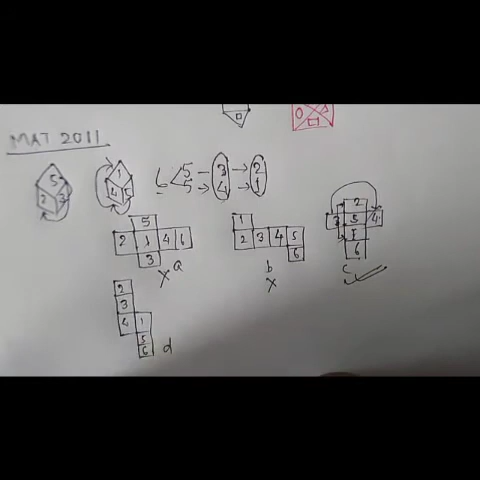 MAT 2011
5
2 3
1
4 5
6 < 5 - 3 → 2
5 → 4 → 1
5
2 1 4 6
3
X a
1
2 3 4 5
6
b
X
2
3 5 4
1
6
c
2
3
4 1
5
6 d